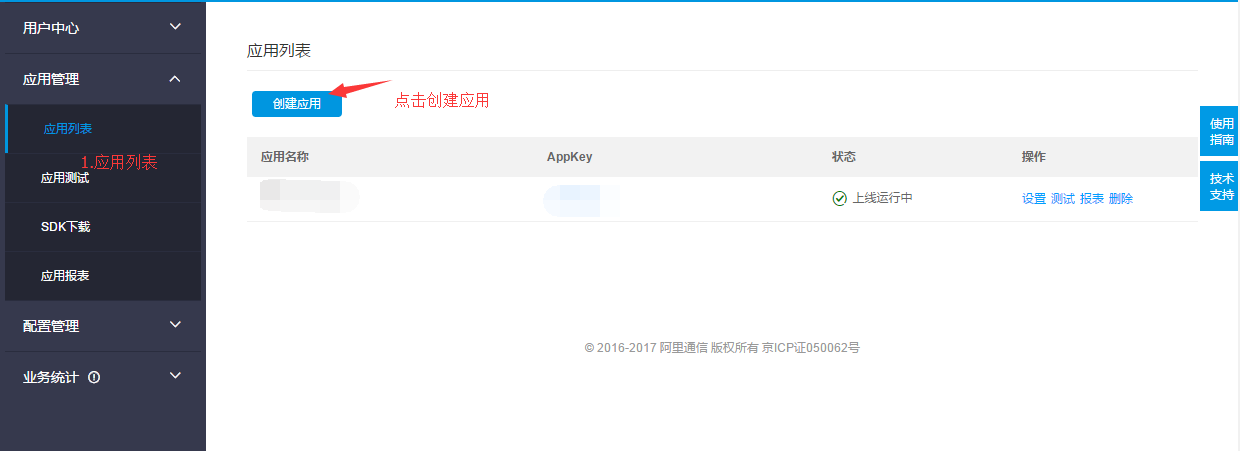 用户中心
应用管理
应用列表
1.应用列表
应用测试
SDK下载
应用报表
配置管理
业务统计
应用列表
创建应用
点击创建应用
应用名称 AppKey 状态 操作
上线运行中 设置 测试 报表 删除
© 2016-2017 阿里通信 版权所有 京ICP证050062号
使用
指南
技术
支持